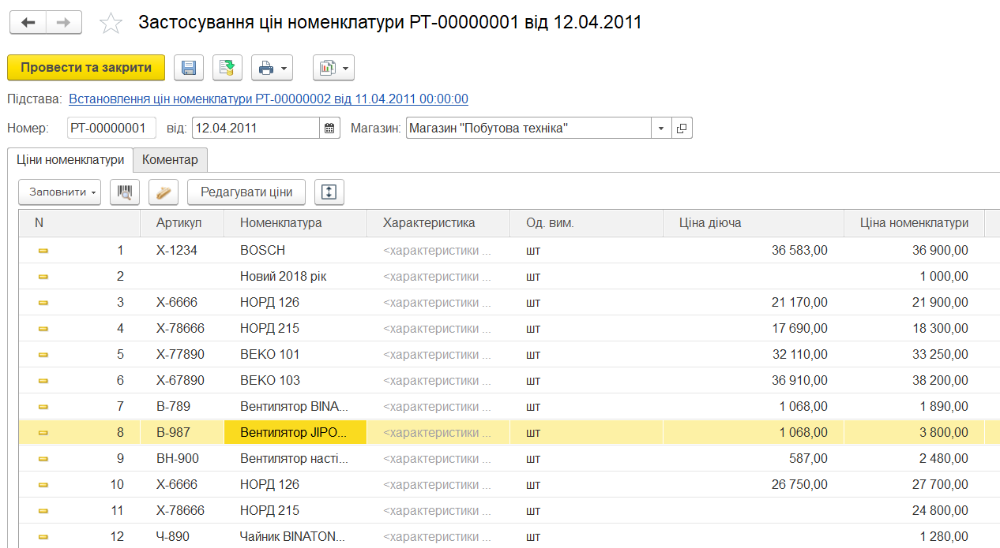 Застосування цін номенклатури РТ-00000001 від 12.04.2011
Провести та закрити
Підстава: Встановлення цін номенклатури РТ-00000002 від 11.04.2011 00:00:00
Номер: РТ-00000001 від: 12.04.2011 Магазин: Магазин "Побутова техніка"
Ціни номенклатури Коментар
Заповнити Редагувати ціни
N Артикул Номенклатура Характеристика Од. вим. Ціна діюча Ціна номенклатури
1 Х-1234 BOSCH <характеристики ... шт 36 583,00 36 900,00
2 Новий 2018 рік <характеристики ... шт 1 000,00
3 Х-6666 НОРД 126 <характеристики ... шт 21 170,00 21 900,00
4 Х-78666 НОРД 215 <характеристики ... шт 17 690,00 18 300,00
5 Х-77890 BEKO 101 <характеристики ... шт 32 110,00 33 250,00
6 Х-67890 BEKO 103 <характеристики ... шт 36 910,00 38 200,00
7 В-789 Вентилятор BINA... <характеристики ... шт 1 068,00 1 890,00
8 В-987 Вентилятор JIPO... <характеристики ... шт 1 068,00 3 800,00
9 ВН-900 Вентилятор насті... <характеристики ... шт 587,00 2 480,00
10 Х-6666 НОРД 126 <характеристики ... шт 26 750,00 27 700,00
11 Х-78666 НОРД 215 <характеристики ... шт 24 800,00
12 Ч-890 Чайник BINATON... <характеристики ... шт 1 280,00